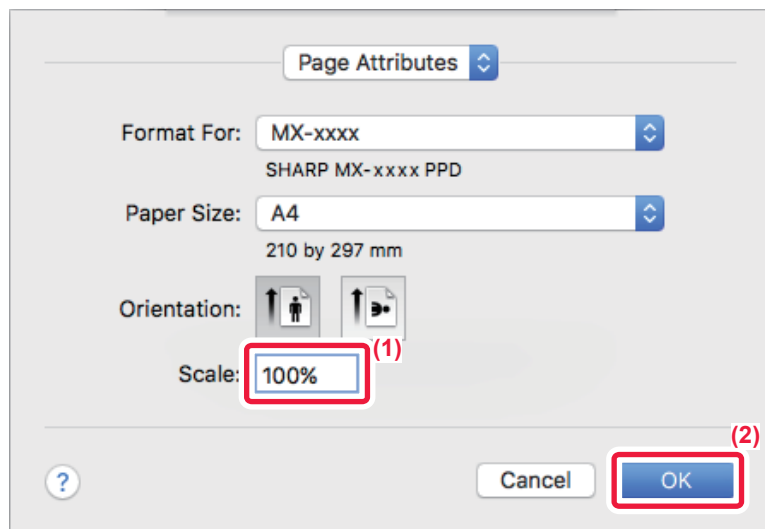 Page Attributes
Format For: MX-xxxx
SHARP MX-xxxx PPD
Paper Size: A4
210 by 297 mm
Orientation:
(1)
Scale: 100%
(2)
? Cancel OK